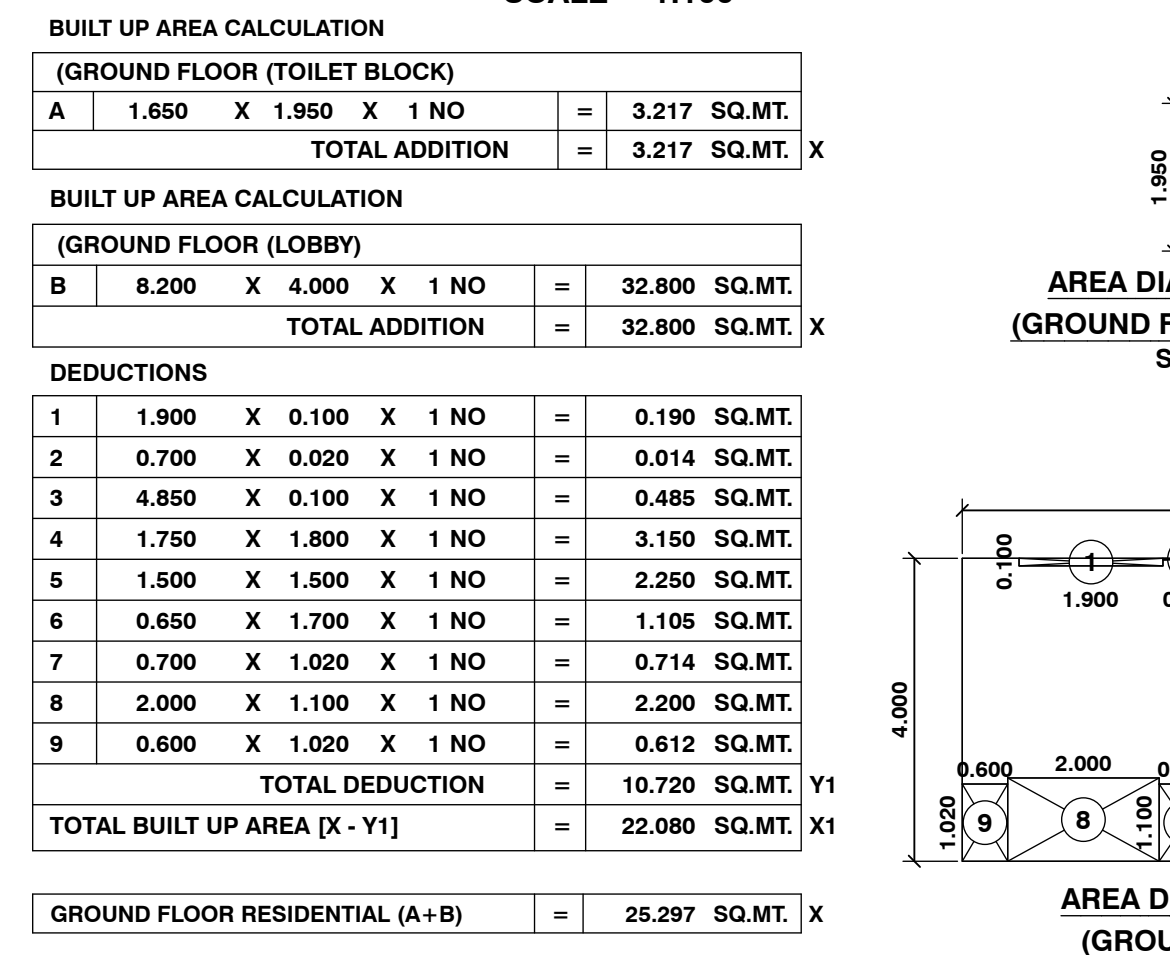 BUILT UP AREA CALCULATION
(GROUND FLOOR (TOILET BLOCK)
A 1.650 X 1.950 X 1 NO = 3.217 SQ.MT.
TOTAL ADDITION = 3.217 SQ.MT. X
BUILT UP AREA CALCULATION
(GROUND FLOOR (LOBBY)
B 8.200 X 4.000 X 1 NO = 32.800 SQ.MT.
TOTAL ADDITION = 32.800 SQ.MT. X
DEDUCTIONS
1 1.900 X 0.100 X 1 NO = 0.190 SQ.MT.
2 0.700 X 0.020 X 1 NO = 0.014 SQ.MT.
3 4.850 X 0.100 X 1 NO = 0.485 SQ.MT.
4 1.750 X 1.800 X 1 NO = 3.150 SQ.MT.
5 1.500 X 1.500 X 1 NO = 2.250 SQ.MT.
6 0.650 X 1.700 X 1 NO = 1.105 SQ.MT.
7 0.700 X 1.020 X 1 NO = 0.714 SQ.MT.
8 2.000 X 1.100 X 1 NO = 2.200 SQ.MT.
9 0.600 X 1.020 X 1 NO = 0.612 SQ.MT.
TOTAL DEDUCTION = 10.720 SQ.MT. Y1
TOTAL BUILT UP AREA [X - Y1] = 22.080 SQ.MT. X1
GROUND FLOOR RESIDENTIAL (A+B) = 25.297 SQ.MT. X
1.950
AREA
(GROUND
0.100
1
1.900
4.000
0.600
2.000
1.020
9
8
1.100
AREA